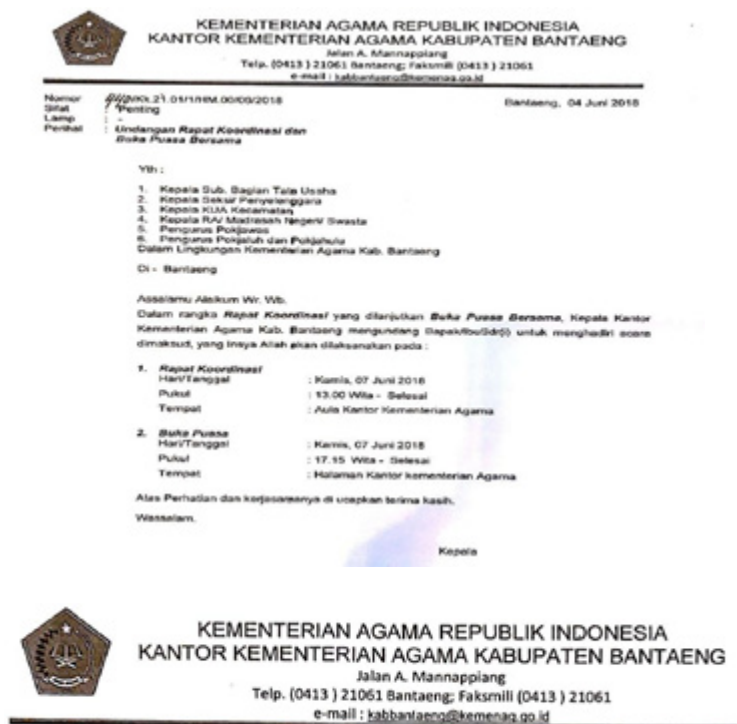 KEMENTERIAN AGAMA REPUBLIK INDONESIA
KANTOR KEMENTERIAN AGAMA KABUPATEN BANTAENG
Jalan A. Mannappiang
Telp. (0413 ) 21061 Bantaeng; Faksmili (0413 ) 21061
e-mail : kabbantaeng@kemenag.go.id
Nomor Bantaeng, 04 Juni 2018
Sifat : Penting
Lamp : -
Perihal : Undangan Rapat Koordinasi dan
Buka Puasa Bersama
Yth :
1. Kepala Sub. Bagian Tata Usaha
2. Kepala Seksi/ Penyelenggara
3. Kepala KUA Kecamatan
4. Kepala RA/ Madrasah Negeri/ Swasta
5. Pengurus Pokjawas
6. Pengurus Pokjaluh dan Pokjahulu
Dalam Lingkungan Kementerian Agama Kab. Bantaeng
Di - Bantaeng
Assalamu Alaikum Wr. Wb.
Dalam rangka Rapat Koordinasi yang dilanjutkan Buka Puasa Bersama, Kepala Kantor
Kementerian Agama Kab. Bantaeng mengundang Bapak/Ibu/Sdr(i) untuk menghadiri acara
dimaksud, yang Insya Allah akan dilaksanakan pada :
1. Rapat Koordinasi
Hari/Tanggal : Kamis, 07 Juni 2018
Pukul : 13.00 Wita - Selesai
Tempat : Aula Kantor Kementerian Agama
2. Buka Puasa
Hari/Tanggal : Kamis, 07 Juni 2018
Pukul : 17.15 Wita - Selesai
Tempat : Halaman Kantor kementerian Agama
Atas Perhatian dan kerjasamanya di ucapkan terima kasih.
Wassalam.
Kepala
KEMENTERIAN AGAMA REPUBLIK INDONESIA
KANTOR KEMENTERIAN AGAMA KABUPATEN BANTAENG
Jalan A. Mannappiang
Telp. (0413 ) 21061 Bantaeng; Faksmili (0413 ) 21061
e-mail : kabbantaeng@kemenag.go.id